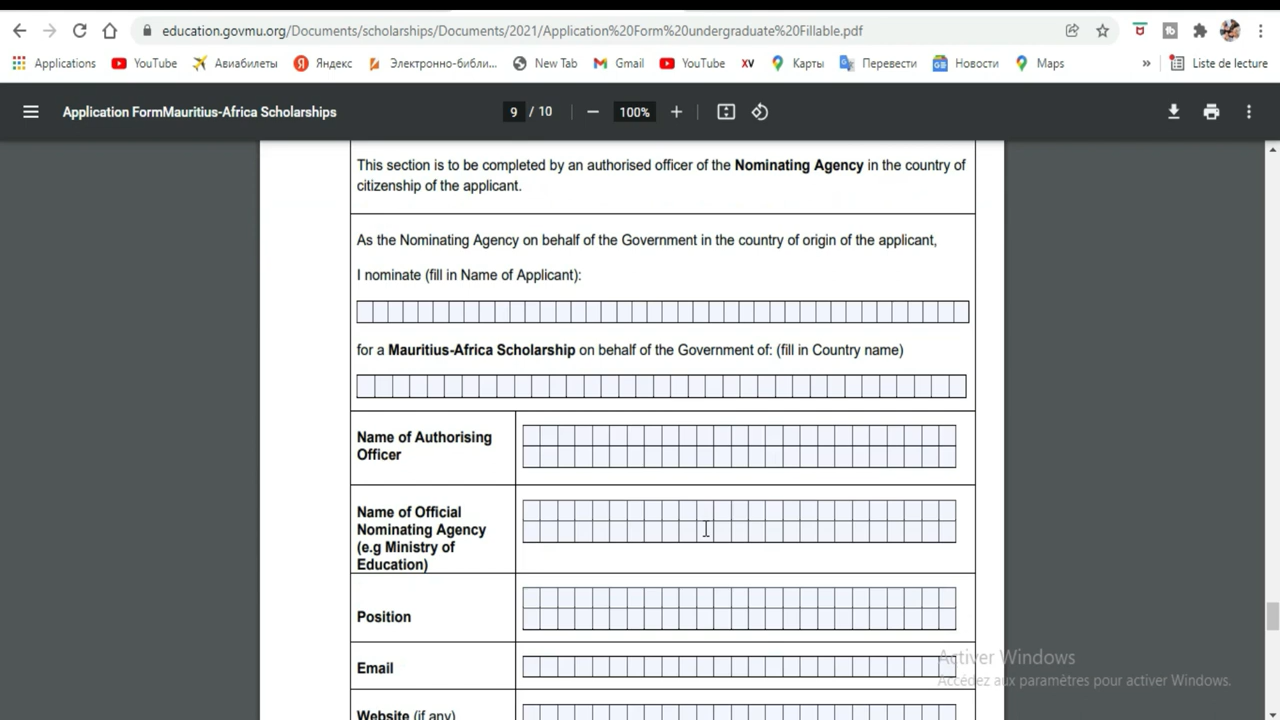 education.govmu.org/Documents/scholarships/Documents/2021/Application%20Form%20undergraduate%20Fillable.pdf
Applications YouTube Авиабилеты Яндекс Электронно-библи... New Tab Gmail YouTube XV Карты Перевести Новости Maps » Liste de lecture
Application FormMauritius-Africa Scholarships 9 / 10 100%
This section is to be completed by an authorised officer of the Nominating Agency in the country of
citizenship of the applicant.
As the Nominating Agency on behalf of the Government in the country of origin of the applicant,
I nominate (fill in Name of Applicant):
for a Mauritius-Africa Scholarship on behalf of the Government of: (fill in Country name)
Name of Authorising
Officer
Name of Official
Nominating Agency
(e.g Ministry of
Education)
Position
Email
Website (if any)
Activer Windows
Accédez aux paramètres pour activer Windows.